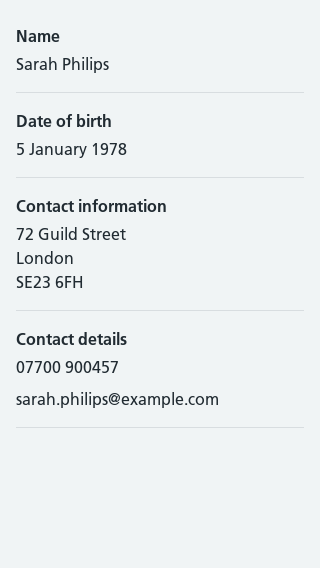 Name
Sarah Philips
Date of birth
5 January 1978
Contact information
72 Guild Street
London
SE23 6FH
Contact details
07700 900457
sarah.philips@example.com